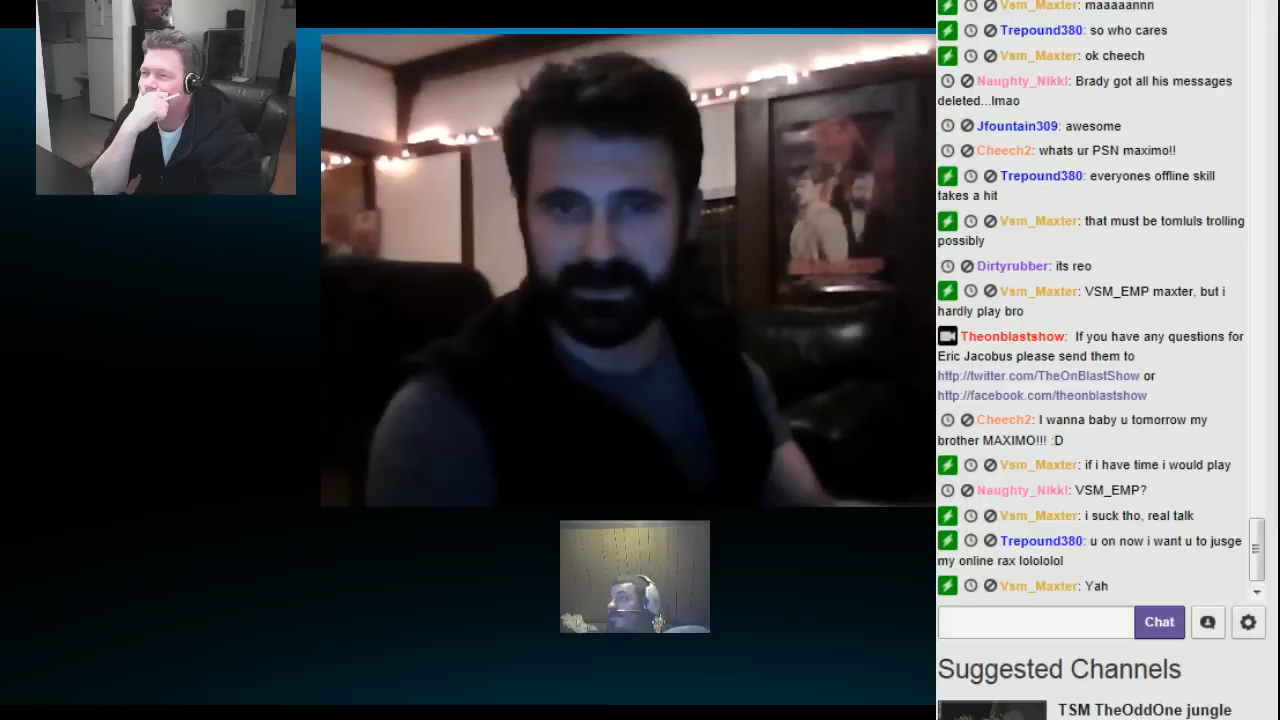 Vsm_Maxter: maaaaannn
Trepound380: so who cares
Vsm_Maxter: ok cheech
Naughty_NIkkI: Brady got all his messages
deleted...lmao
Jfountain309: awesome
Cheech2: whats ur PSN maximo!!
Trepound380: everyones offline skill
takes a hit
Vsm_Maxter: that must be tomluls trolling
possibly
Dirtyrubber: its reo
Vsm_Maxter: VSM_EMP maxter, but i
hardly play bro
Theonblastshow: If you have any questions for
Eric Jacobus please send them to
http://twitter.com/TheOnBlastShow or
http://facebook.com/theonblastshow
Cheech2: I wanna baby u tomorrow my
brother MAXIMO!!! :D
Vsm_Maxter: if i have time i would play
Naughty_NIkkI: VSM_EMP?
Vsm_Maxter: i suck tho, real talk
Trepound380: u on now i want u to jusge
my online rax lolololol
Vsm_Maxter: Yah
Chat
Suggested Channels
TSM TheOddOne jungle